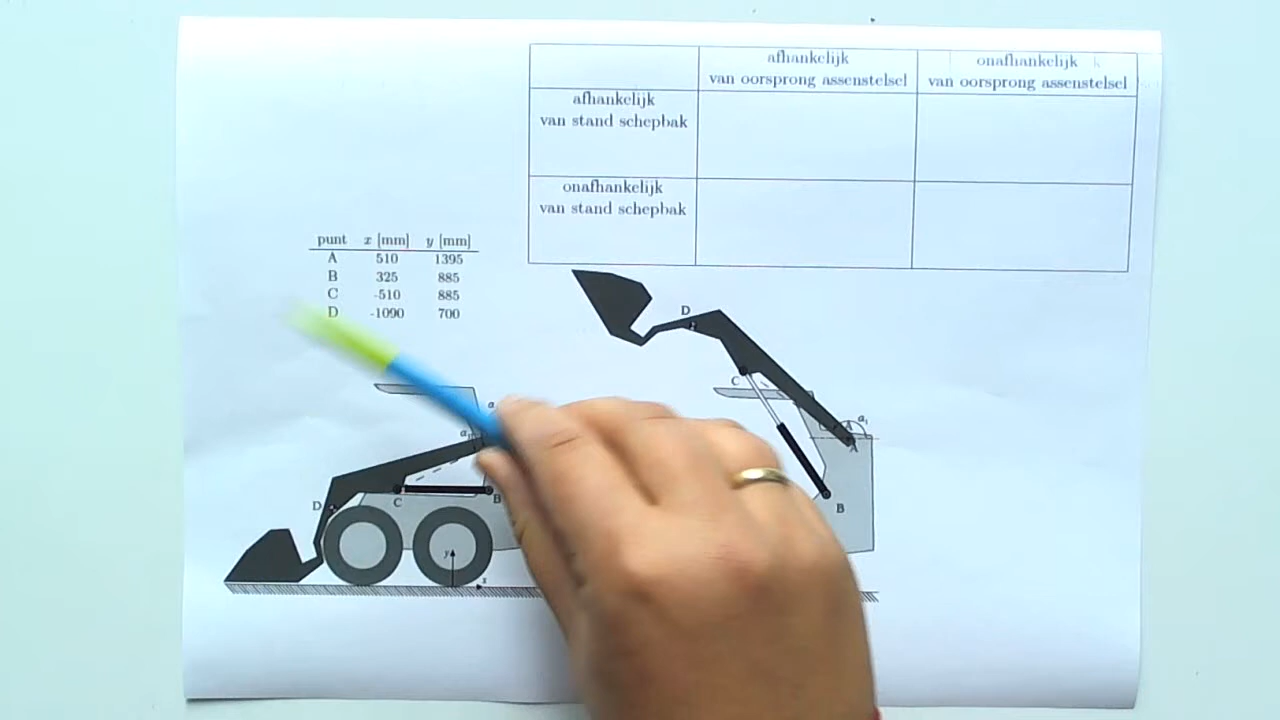 afhankelijk
van oorsprong assenstelsel
onafhankelijk
van oorsprong assenstelsel
afhankelijk
van stand schepbak
onafhankelijk
van stand schepbak
punt x [mm] y [mm]
A 510 1395
B 325 885
C -510 885
D -1090 700
D
C
A
B
D
C
B
y
x